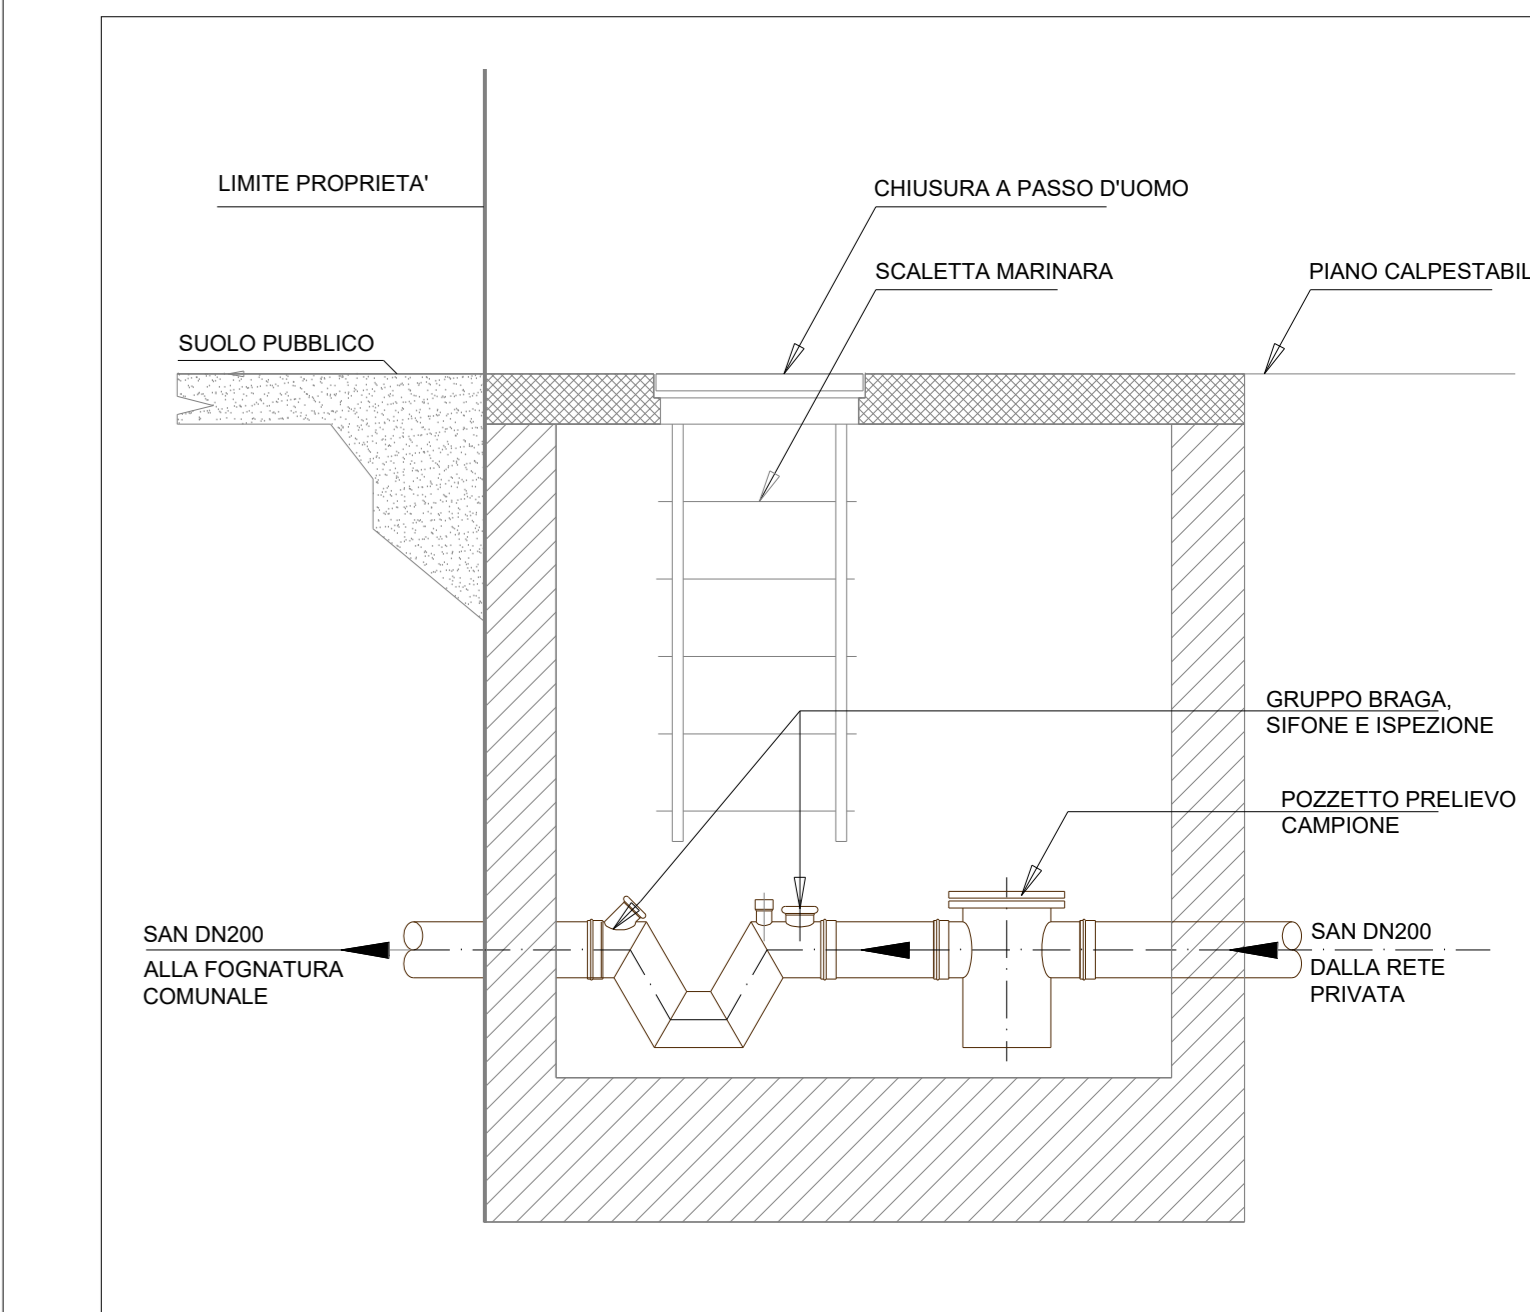 LIMITE PROPRIETA'
CHIUSURA A PASSO D'UOMO
SCALETTA MARINARA
PIANO CALPESTABIL
SUOLO PUBBLICO
GRUPPO BRAGA,
SIFONE E ISPEZIONE
POZZETTO PRELIEVO
CAMPIONE
SAN DN200
ALLA FOGNATURA
COMUNALE
SAN DN200
DALLA RETE
PRIVATA